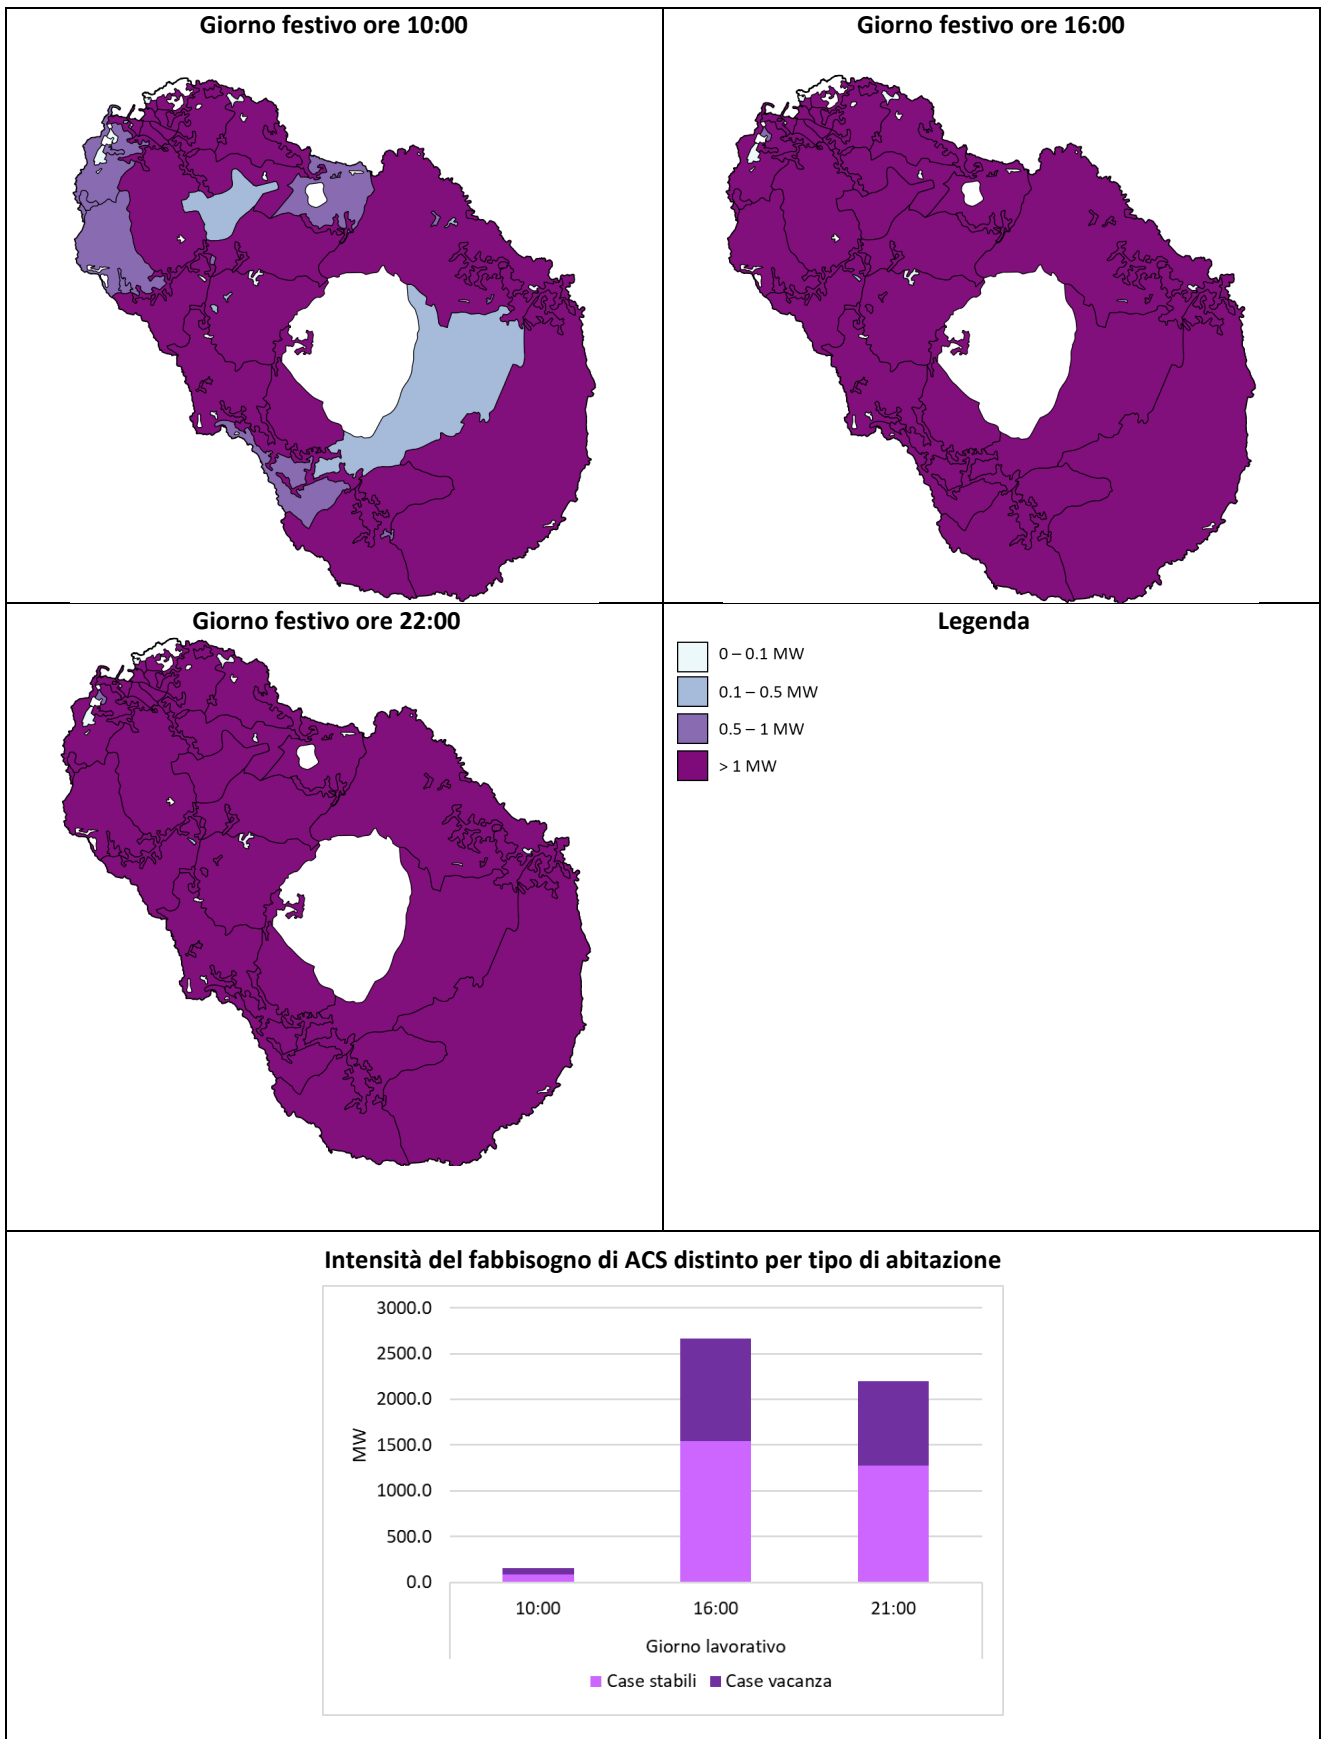 Giorno festivo ore 10:00
Giorno festivo ore 16:00
Giorno festivo ore 22:00
Legenda
0 – 0.1 MW
0.1 – 0.5 MW
0.5 – 1 MW
> 1 MW
Intensità del fabbisogno di ACS distinto per tipo di abitazione
3000.0
2500.0
2000.0
1500.0
1000.0
500.0
0.0
MW
10:00
16:00
21:00
Giorno lavorativo
Case stabili
Case vacanza